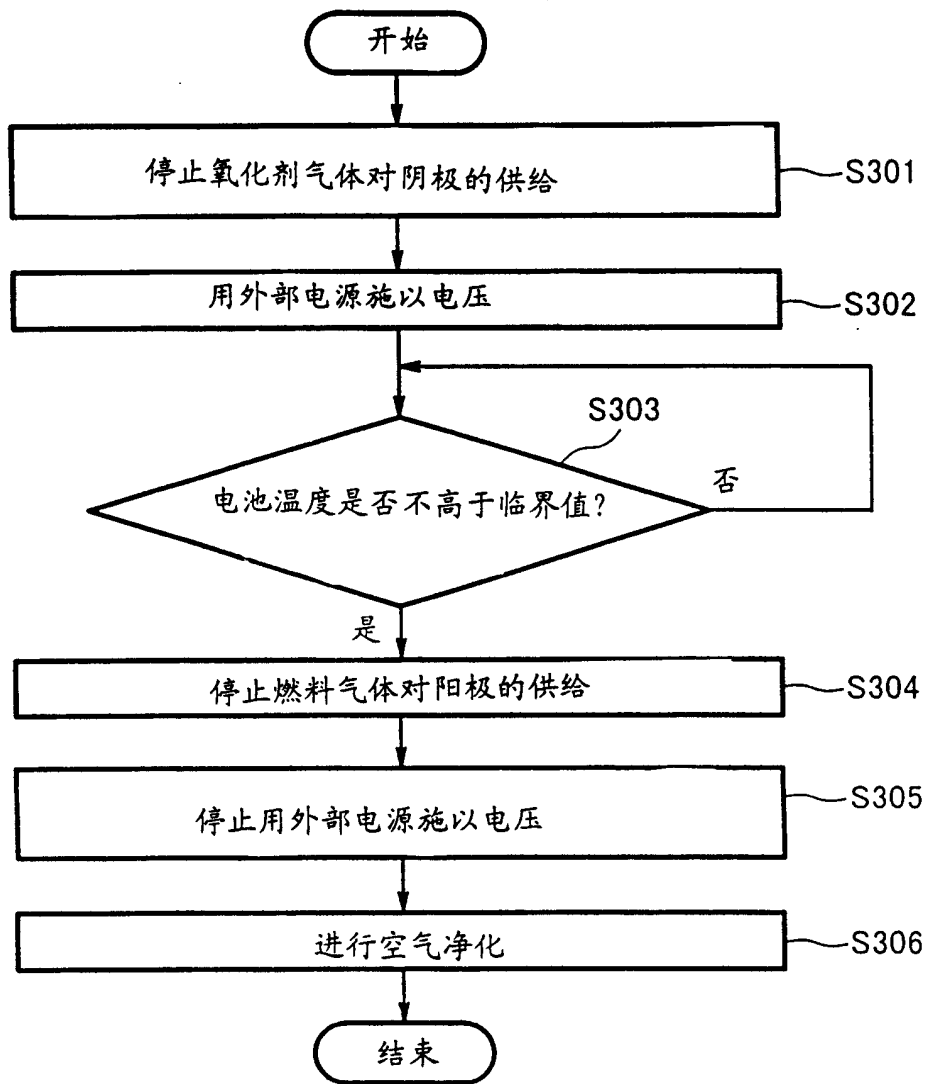 开始
停止氧化剂气体对阴极的供给
S301
用外部电源施以电压
S302
S303
电池温度是否不高于临界值?
否
是
停止燃料气体对阳极的供给
S304
停止用外部电源施以电压
S305
进行空气净化
S306
结束